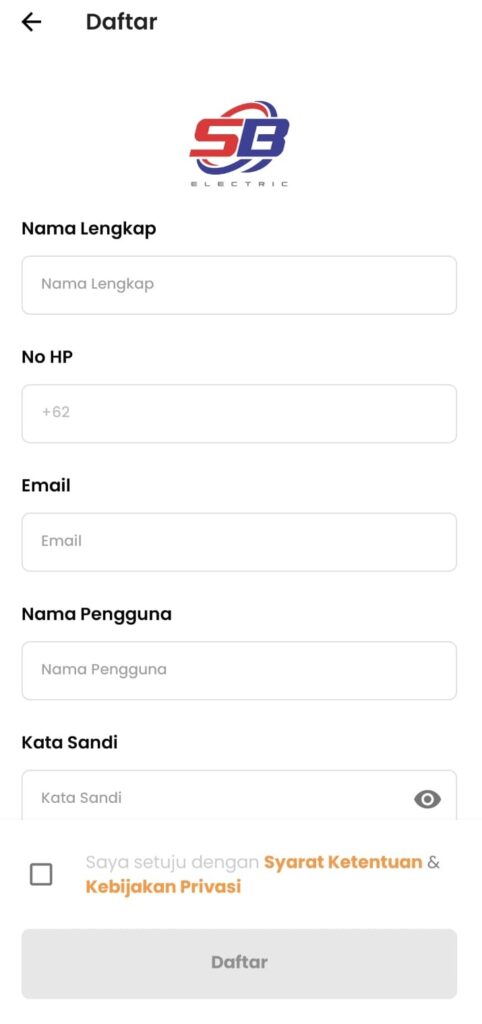 Daftar
SB
ELECTRIC
Nama Lengkap
Nama Lengkap
No HP
+62
Email
Email
Nama Pengguna
Nama Pengguna
Kata Sandi
Kata Sandi
Saya setuju dengan Syarat Ketentuan &
Kebijakan Privasi
Daftar